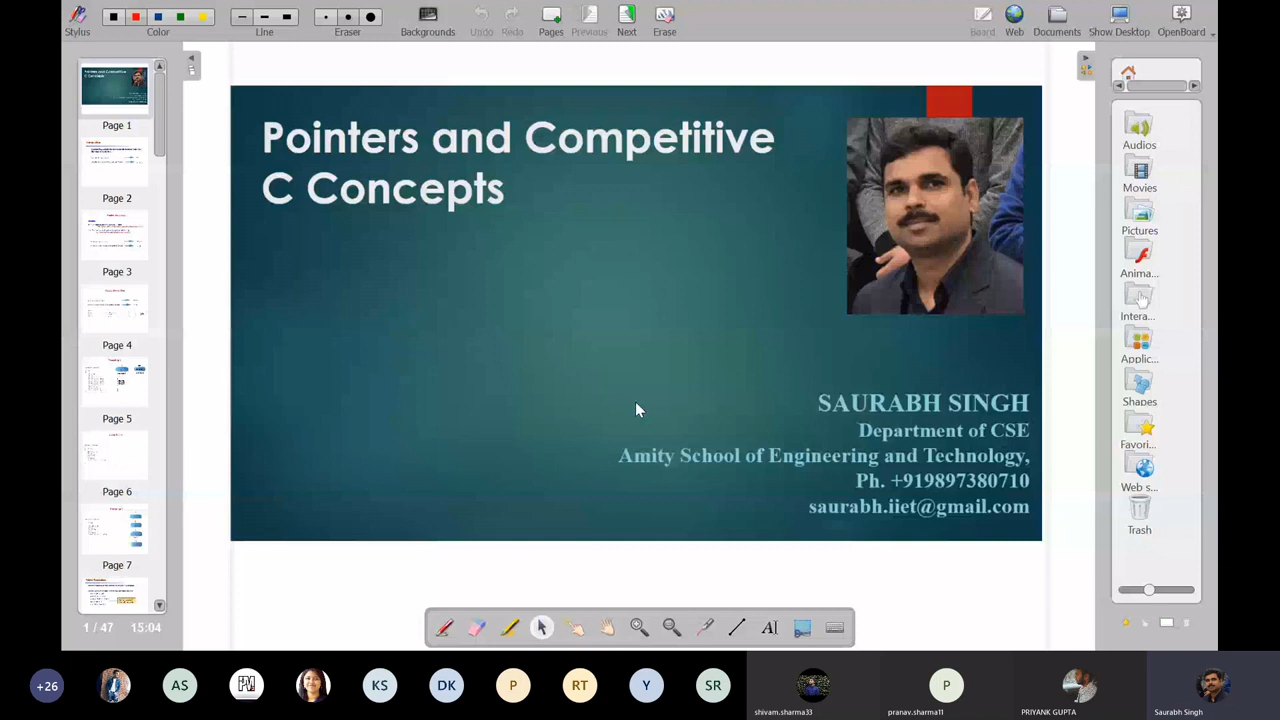 Stylus
Color
Line
Eraser
Backgrounds
Undo
Redo
Pages
Previous
Next
Erase
Board
Web
Documents
Show Desktop
OpenBoard
Page 1
Page 2
Page 3
Page 4
Page 5
Page 6
Page 7
1 / 47
15:04
Pointers and Competitive
C Concepts
SAURABH SINGH
Department of CSE
Amity School of Engineering and Technology,
Ph. +919897380710
saurabh.iiet@gmail.com
Audios
Movies
Pictures
Anima...
Intera...
Applic...
Shapes
Favori...
Web s...
Trash
+26
AS
KS
DK
P
RT
Y
SR
shivam.sharma33
P
pranav.sharma11
PRIYANK GUPTA
Saurabh Singh